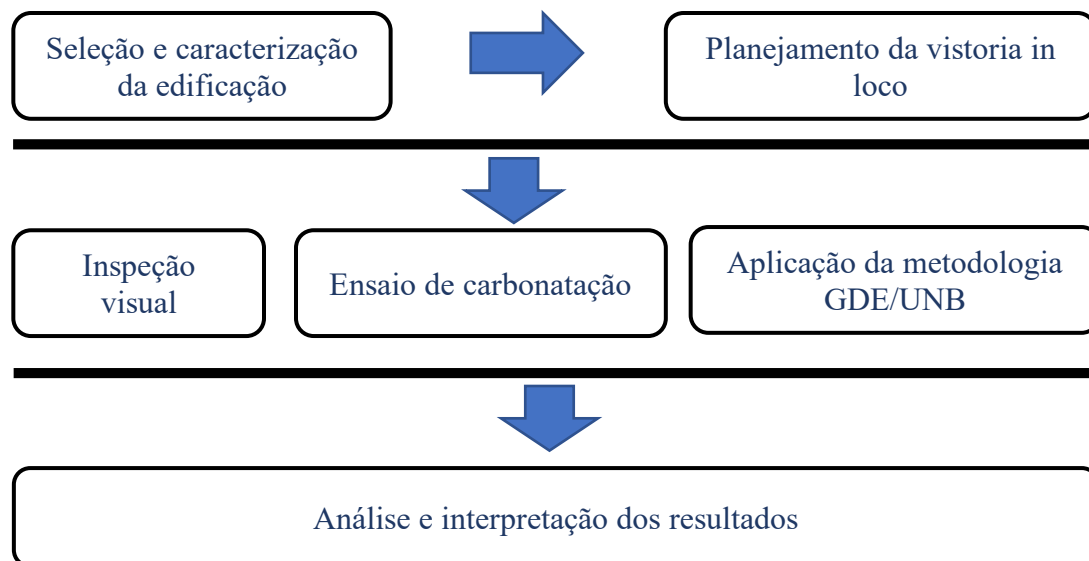 Seleção e caracterização
da edificação
Planejamento da vistoria in
loco
Inspeção
visual
Ensaio de carbonatação
Aplicação da metodologia
GDE/UNB
Análise e interpretação dos resultados